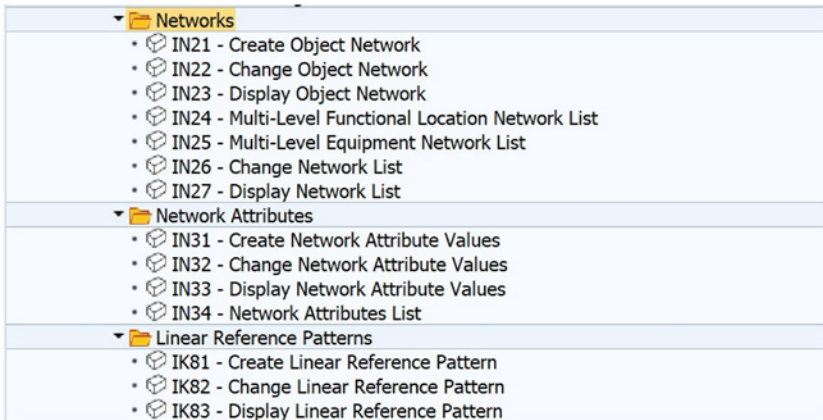 Networks
IN21 - Create Object Network
IN22 - Change Object Network
IN23 - Display Object Network
IN24 - Multi-Level Functional Location Network List
IN25 - Multi-Level Equipment Network List
IN26 - Change Network List
IN27 - Display Network List
Network Attributes
IN31 - Create Network Attribute Values
IN32 - Change Network Attribute Values
IN33 - Display Network Attribute Values
IN34 - Network Attributes List
Linear Reference Patterns
IK81 - Create Linear Reference Pattern
IK82 - Change Linear Reference Pattern
IK83 - Display Linear Reference Pattern